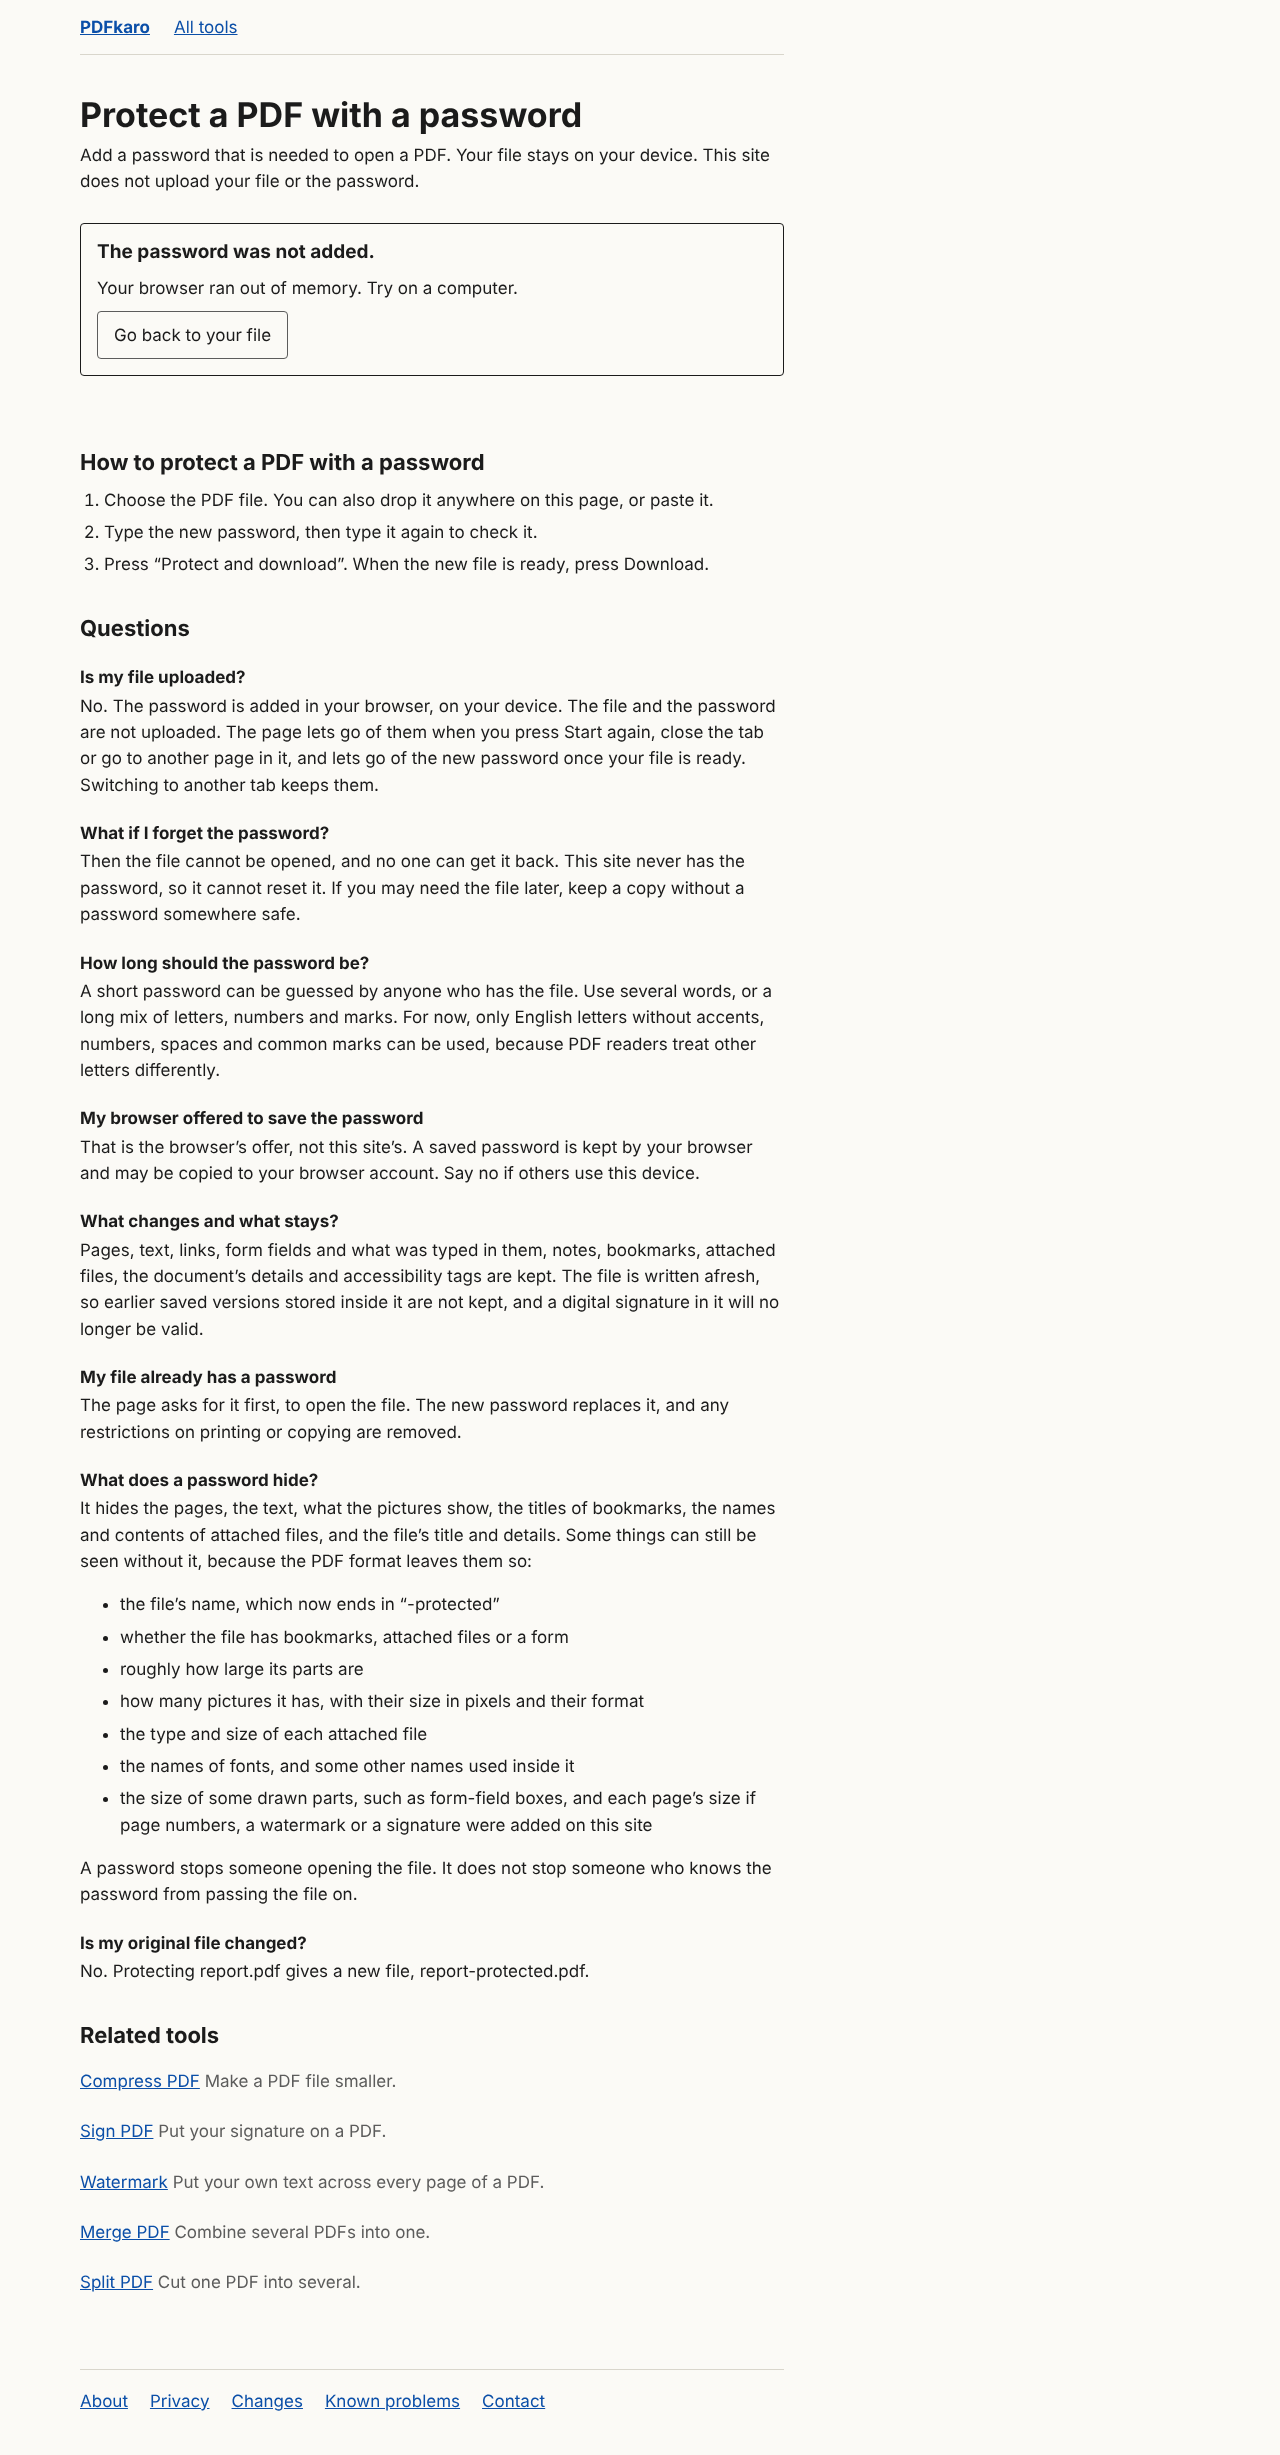 PDFkaro All tools
Protect a PDF with a password
Add a password that is needed to open a PDF. Your file stays on your device. This site
does not upload your file or the password.
The password was not added.
Your browser ran out of memory. Try on a computer.
Go back to your file
How to protect a PDF with a password
1. Choose the PDF file. You can also drop it anywhere on this page, or paste it.
2. Type the new password, then type it again to check it.
3. Press “Protect and download”. When the new file is ready, press Download.
Questions
Is my file uploaded?
No. The password is added in your browser, on your device. The file and the password
are not uploaded. The page lets go of them when you press Start again, close the tab
or go to another page in it, and lets go of the new password once your file is ready.
Switching to another tab keeps them.
What if I forget the password?
Then the file cannot be opened, and no one can get it back. This site never has the
password, so it cannot reset it. If you may need the file later, keep a copy without a
password somewhere safe.
How long should the password be?
A short password can be guessed by anyone who has the file. Use several words, or a
long mix of letters, numbers and marks. For now, only English letters without accents,
numbers, spaces and common marks can be used, because PDF readers treat other
letters differently.
My browser offered to save the password
That is the browser’s offer, not this site’s. A saved password is kept by your browser
and may be copied to your browser account. Say no if others use this device.
What changes and what stays?
Pages, text, links, form fields and what was typed in them, notes, bookmarks, attached
files, the document’s details and accessibility tags are kept. The file is written afresh,
so earlier saved versions stored inside it are not kept, and a digital signature in it will no
longer be valid.
My file already has a password
The page asks for it first, to open the file. The new password replaces it, and any
restrictions on printing or copying are removed.
What does a password hide?
It hides the pages, the text, what the pictures show, the titles of bookmarks, the names
and contents of attached files, and the file’s title and details. Some things can still be
seen without it, because the PDF format leaves them so:
• the file’s name, which now ends in “-protected”
• whether the file has bookmarks, attached files or a form
• roughly how large its parts are
• how many pictures it has, with their size in pixels and their format
• the type and size of each attached file
• the names of fonts, and some other names used inside it
• the size of some drawn parts, such as form-field boxes, and each page’s size if
page numbers, a watermark or a signature were added on this site
A password stops someone opening the file. It does not stop someone who knows the
password from passing the file on.
Is my original file changed?
No. Protecting report.pdf gives a new file, report-protected.pdf.
Related tools
Compress PDF Make a PDF file smaller.
Sign PDF Put your signature on a PDF.
Watermark Put your own text across every page of a PDF.
Merge PDF Combine several PDFs into one.
Split PDF Cut one PDF into several.
About Privacy Changes Known problems Contact